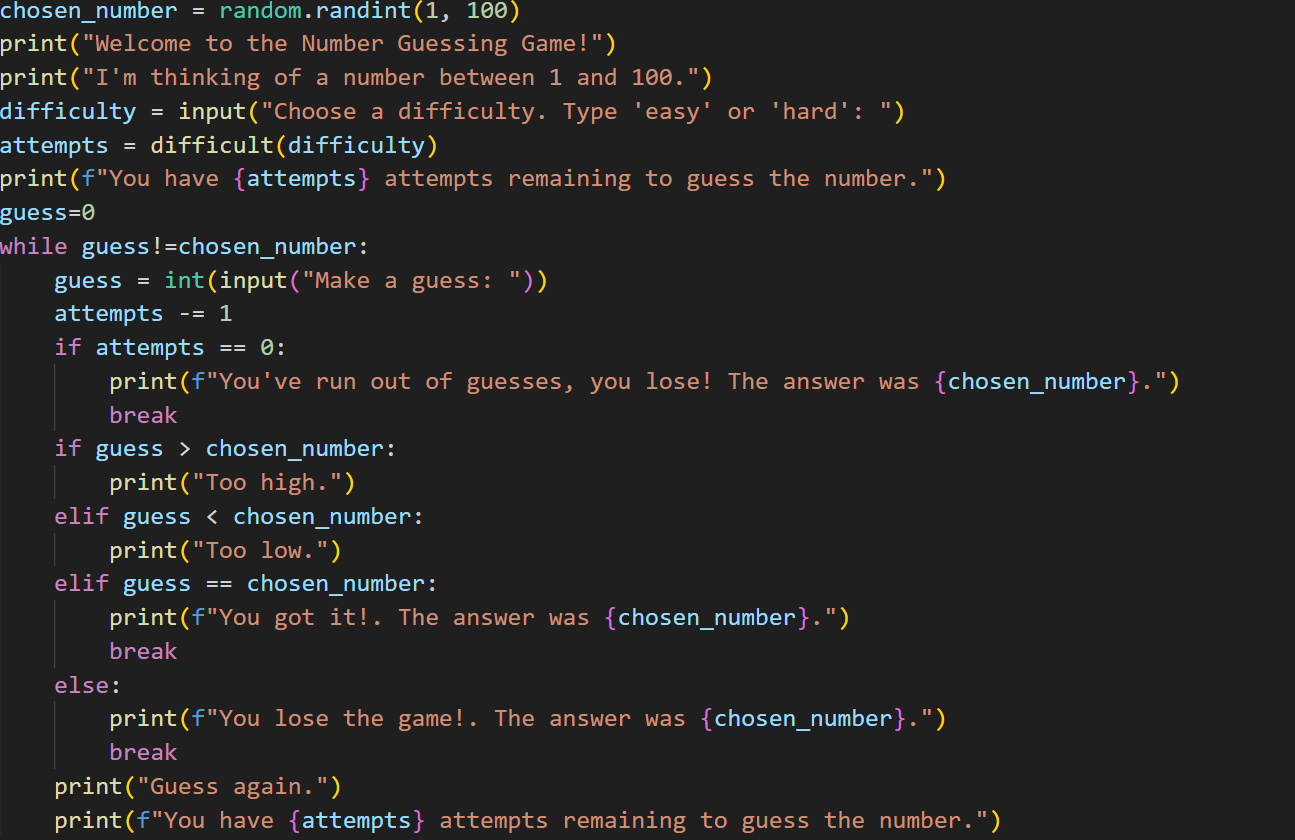 chosen_number = random.randint(1, 100)
print("Welcome to the Number Guessing Game!")
print("I'm thinking of a number between 1 and 100.")
difficulty = input("Choose a difficulty. Type 'easy' or 'hard': ")
attempts = difficult(difficulty)
print(f"You have {attempts} attempts remaining to guess the number.")
guess=0
while guess!=chosen_number:
    guess = int(input("Make a guess: "))
    attempts -= 1
    if attempts == 0:
        print(f"You've run out of guesses, you lose! The answer was {chosen_number}.")
        break
    if guess > chosen_number:
        print("Too high.")
    elif guess < chosen_number:
        print("Too low.")
    elif guess == chosen_number:
        print(f"You got it!. The answer was {chosen_number}.")
        break
    else:
        print(f"You lose the game!. The answer was {chosen_number}.")
        break
    print("Guess again.")
    print(f"You have {attempts} attempts remaining to guess the number.")